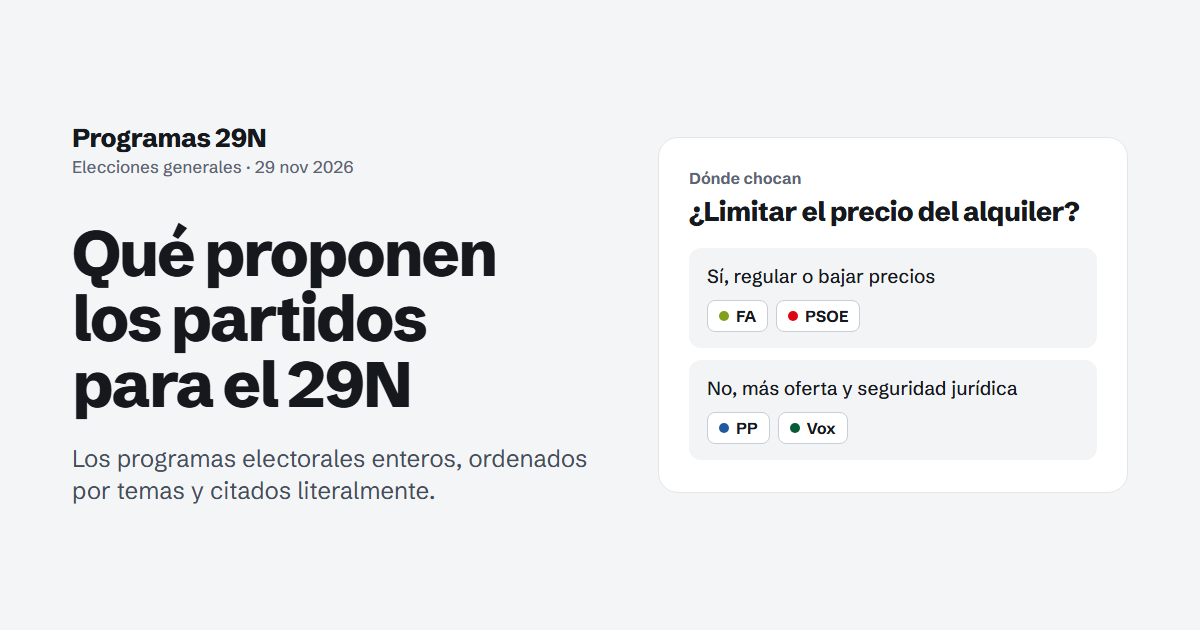 Programas 29N
Elecciones generales · 29 nov 2026
Qué proponen
los partidos
para el 29N
Los programas electorales enteros, ordenados
por temas y citados literalmente.
Dónde chocan
¿Limitar el precio del alquiler?
Sí, regular o bajar precios
FA PSOE
No, más oferta y seguridad jurídica
PP Vox